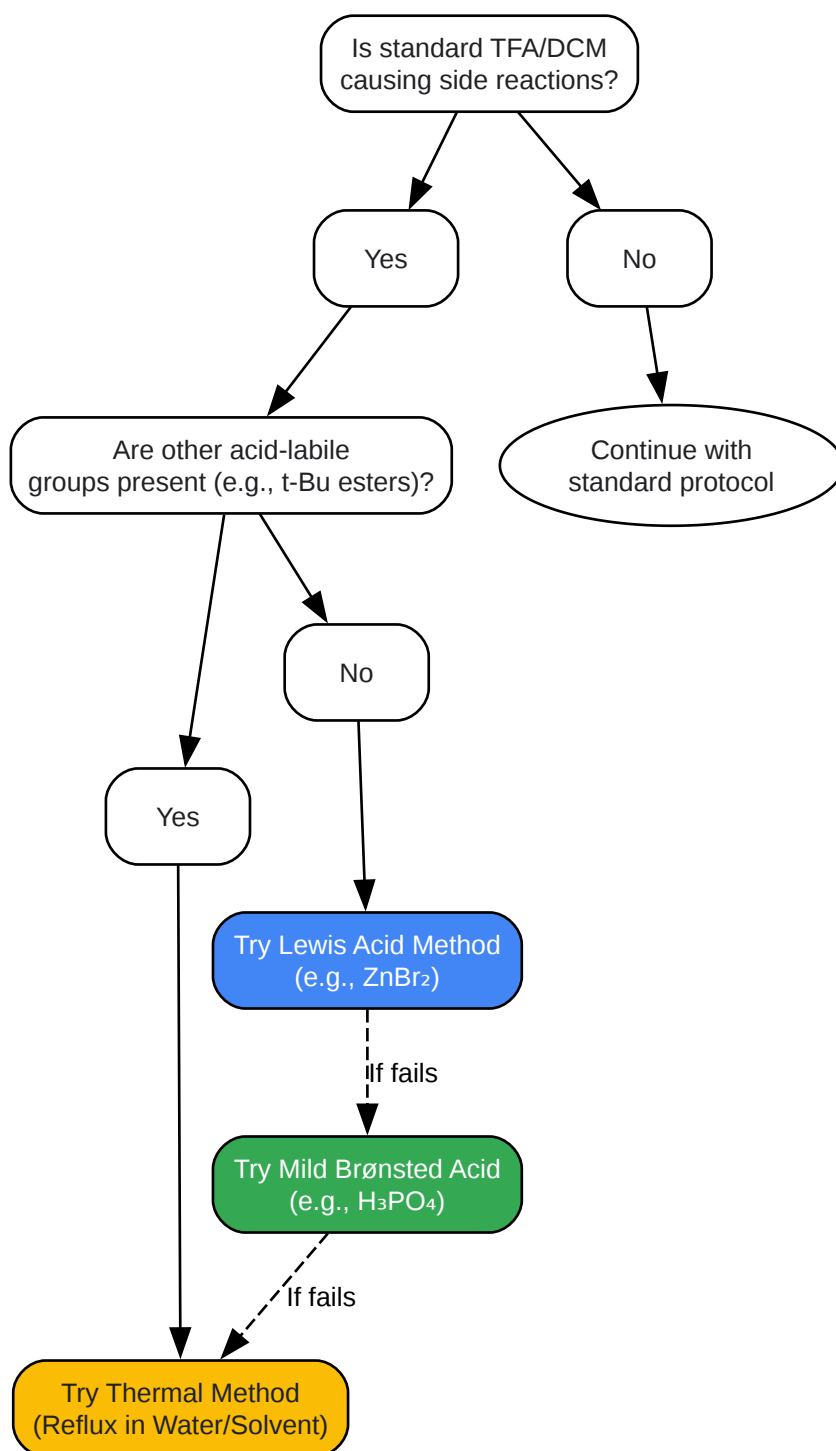 Is standard TFA/DCM
causing side reactions?
Yes
No
Are other acid-labile
groups present (e.g., t-Bu esters)?
Continue with
standard protocol
No
Yes
Try Lewis Acid Method
(e.g., ZnBr₂)
If fails
Try Mild Brønsted Acid
(e.g., H₃PO₄)
If fails
Try Thermal Method
(Reflux in Water/Solvent)